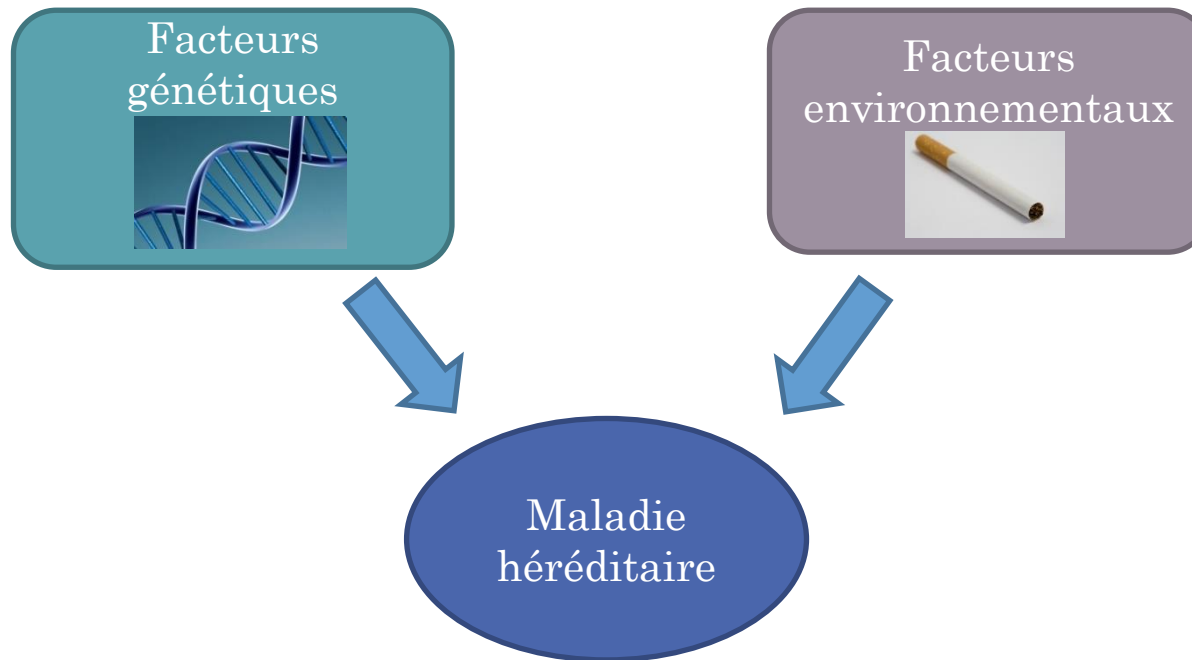 Facteurs
génétiques
Facteurs
environnementaux
Maladie
héréditaire